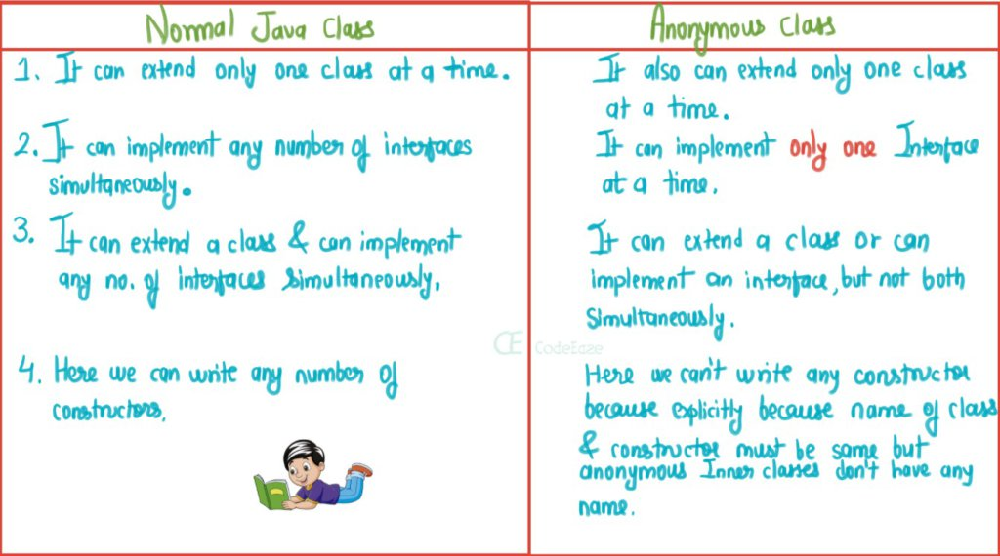 Normal Java Class
1. It can extend only one class at a time.
2. It can implement any number of interfaces
simultaneously.
3. It can extend a class & can implement
any no. of interfaces simultaneously.
4. Here we can write any number of
constructors.
Anonymous Class
It also can extend only one class
at a time.
It can implement only one Interface
at a time.
It can extend a class or can
implement an interface, but not both
simultaneously.
Here we can't write any constructor
because explicitly because name of class
& constructor must be same but
anonymous Inner classes don't have any
name.
CE CodeEaze